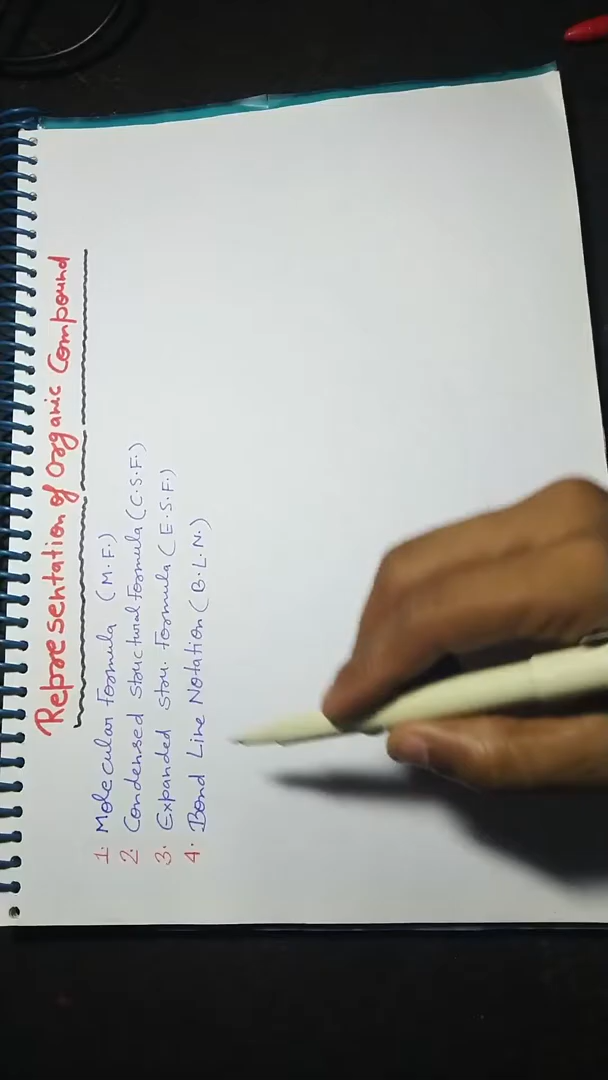 Representation of Organic Compound
1. Molecular Formula (M.F.)
2. Condensed Structural Formula (C.S.F.)
3. Expanded Stru. Formula (E.S.F.)
4. Bond Line Notation (B.L.N.)